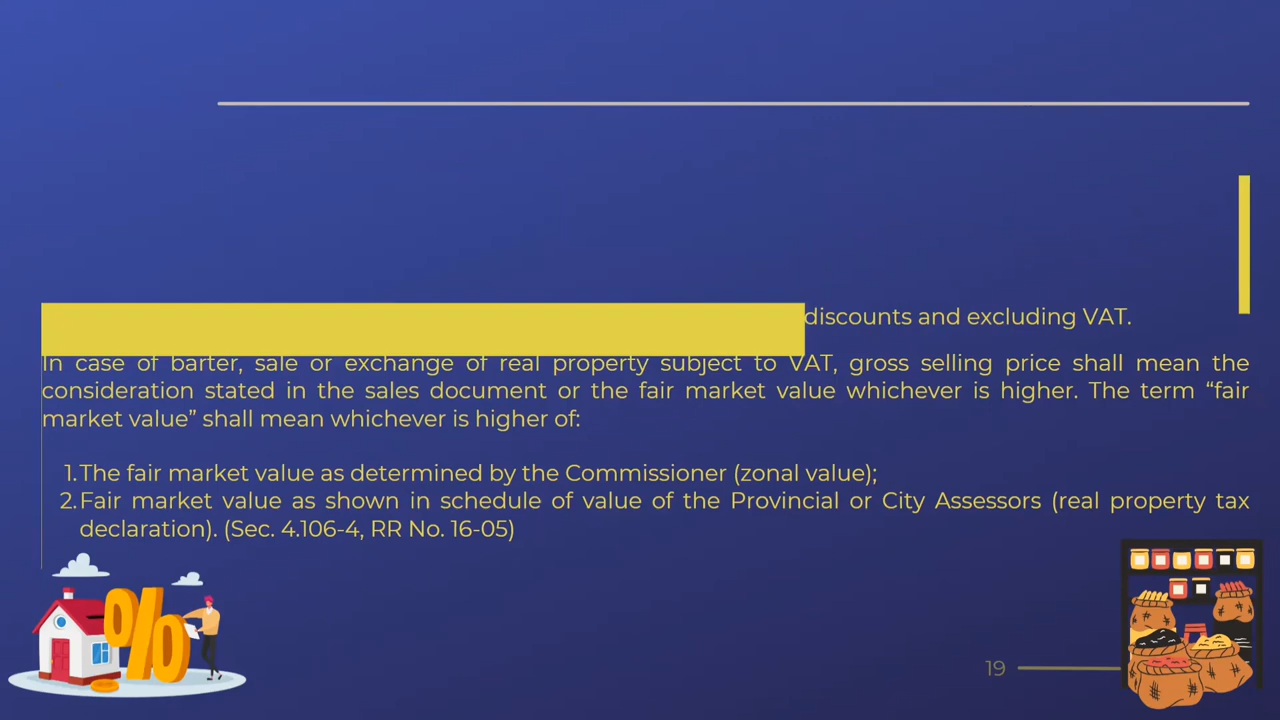 discounts and excluding VAT.
In case of barter, sale or exchange of real property subject to VAT, gross selling price shall mean the
consideration stated in the sales document or the fair market value whichever is higher. The term “fair
market value” shall mean whichever is higher of:
1. The fair market value as determined by the Commissioner (zonal value);
2. Fair market value as shown in schedule of value of the Provincial or City Assessors (real property tax
declaration). (Sec. 4.106-4, RR No. 16-05)
%
19